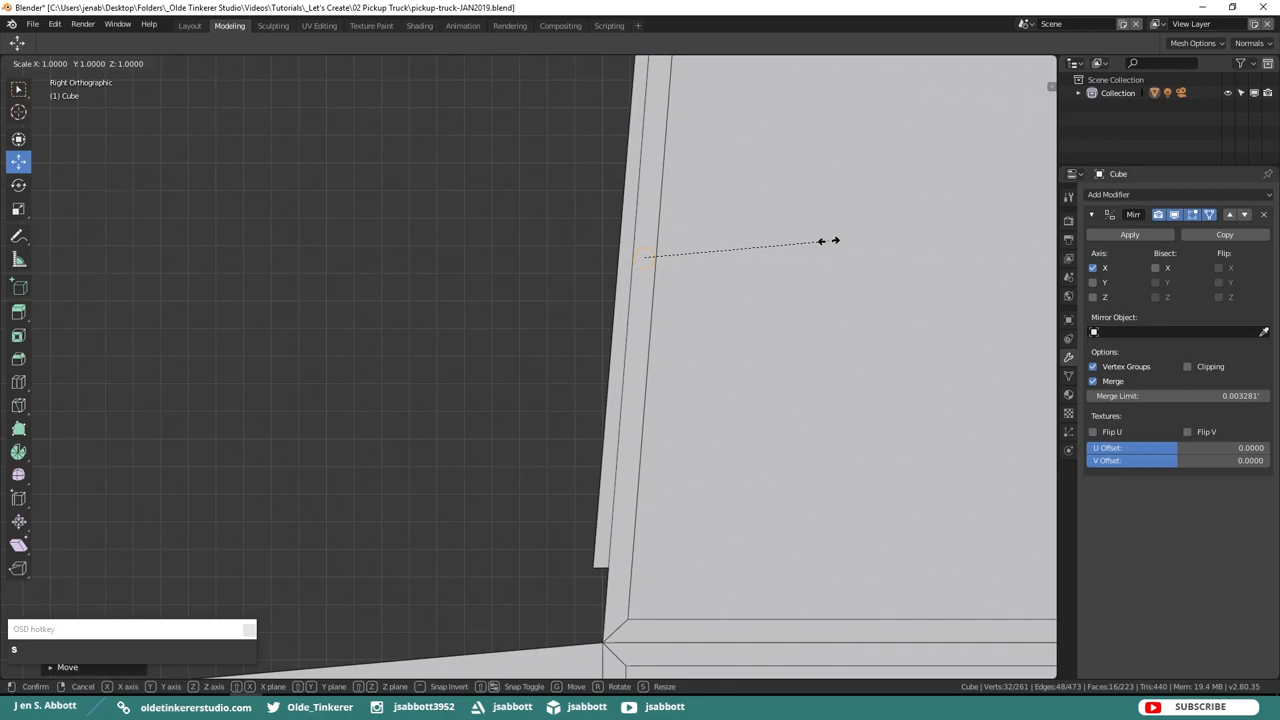 Blender* [C:\Users\jenab\Desktop\Folders\_Olde Tinkerer Studio\Videos\Tutorials\_Let's Create\02 Pickup Truck\pickup-truck-JAN2019.blend]
File Edit Render Window Help Layout Modeling Sculpting UV Editing Texture Paint Shading Animation Rendering Compositing Scripting + Scene View Layer
Mesh Options Normals
Scale X: 1.0000 Y: 1.0000 Z: 1.0000
Right Orthographic
(1) Cube
Scene Collection
Collection
Cube
Add Modifier
Mirr
Apply Copy
Axis: Bisect: Flip:
X X X
Y Y Y
Z Z Z
Mirror Object:
Options:
Vertex Groups Clipping
Merge
Merge Limit: 0.003281'
Textures:
Flip U Flip V
U Offset: 0.0000
V Offset: 0.0000
OSD hotkey
s
Move
Confirm Cancel X X axis Y Y axis Z Z axis X X plane Y Y plane Z Z plane Snap Invert Snap Toggle G Move R Rotate S Resize
Cube | Verts:32/261 | Edges:48/473 | Faces:16/223 | Tris:440 | Mem: 19.4 MB | v2.80.35
J en S. Abbott oldetinkererstudio.com Olde_Tinkerer jsabbott3952 jsabbott jsabbott jsabbott SUBSCRIBE